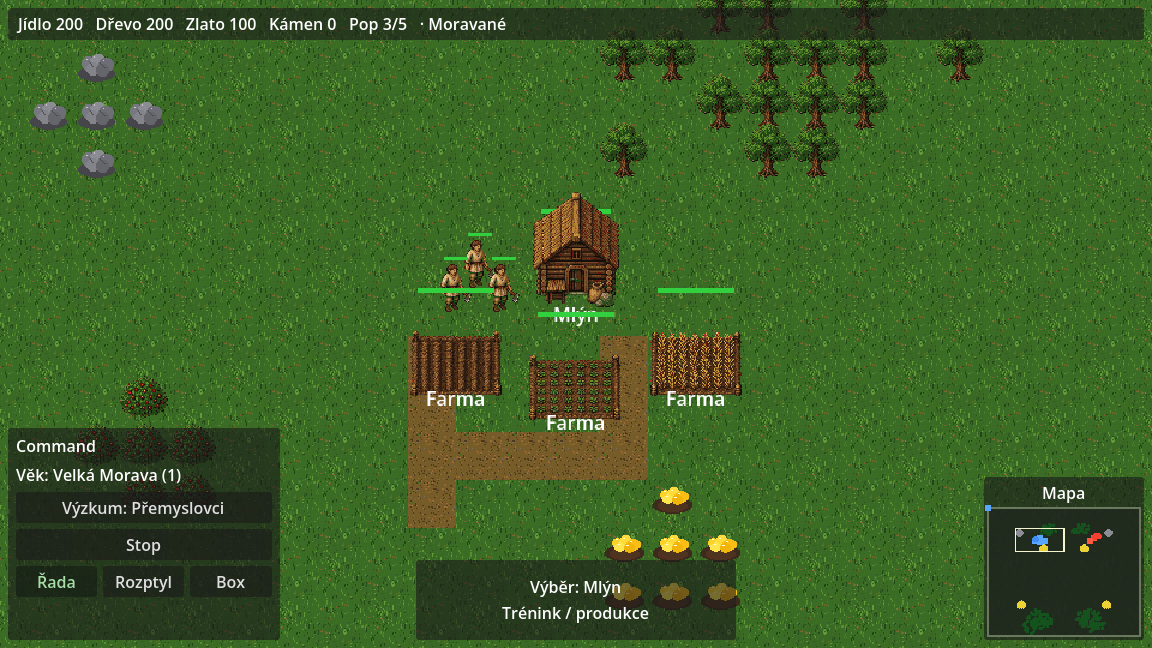 Jídlo 200 Dřevo 200 Zlato 100 Kámen 0 Pop 3/5 · Moravané
Mlýn
Farma
Farma
Farma
Command
Věk: Velká Morava (1)
Výzkum: Přemyslovci
Stop
Řada Rozptyl Box
Výběr: Mlýn
Trénink / produkce
Mapa